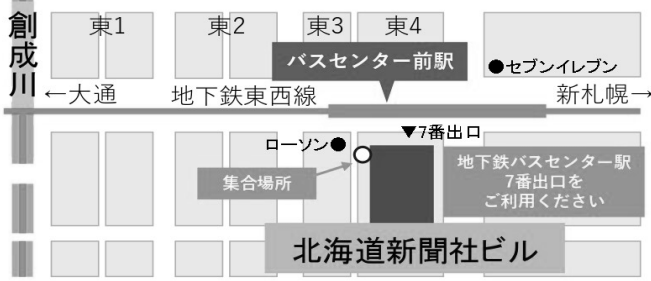 創成川
東1
東2
東3
東4
バスセンター前駅
●セブンイレブン
←大通
地下鉄東西線
新札幌→
▼7番出口
ローソン●
集合場所
地下鉄バスセンター駅
7番出口を
ご利用ください
北海道新聞社ビル